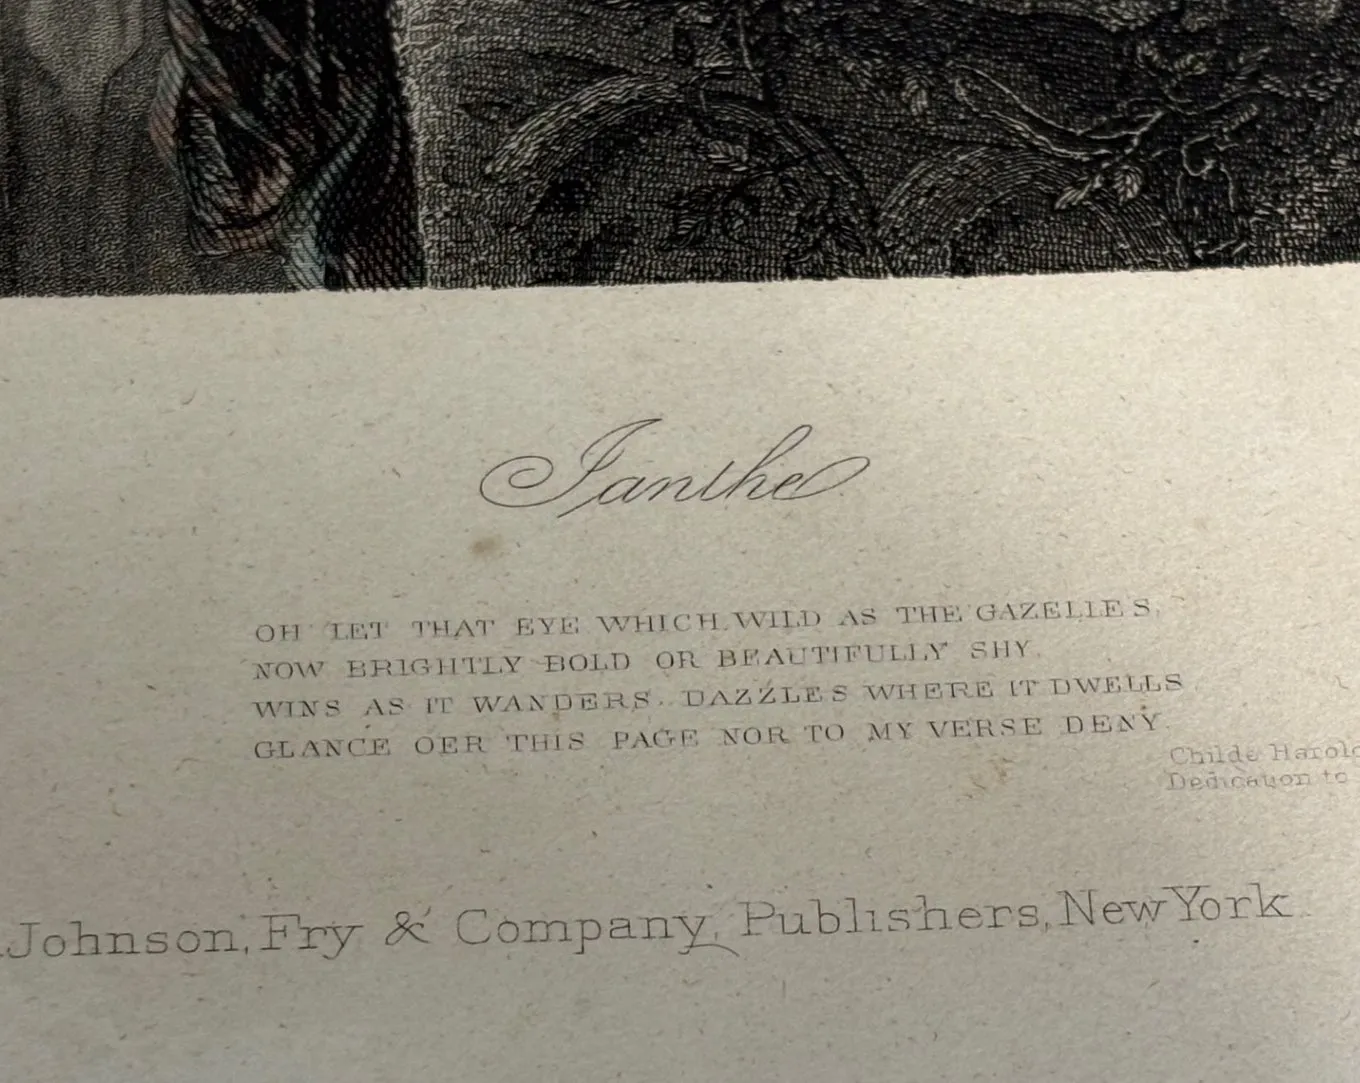 Ianthe
OH LET THAT EYE WHICH, WILD AS THE GAZELLE'S,
NOW BRIGHTLY BOLD OR BEAUTIFULLY SHY,
WINS AS IT WANDERS, DAZZLES WHERE IT DWELLS
GLANCE OER THIS PAGE NOR TO MY VERSE DENY.
Childe Harold
Dedication to
Johnson, Fry & Company, Publishers, New York